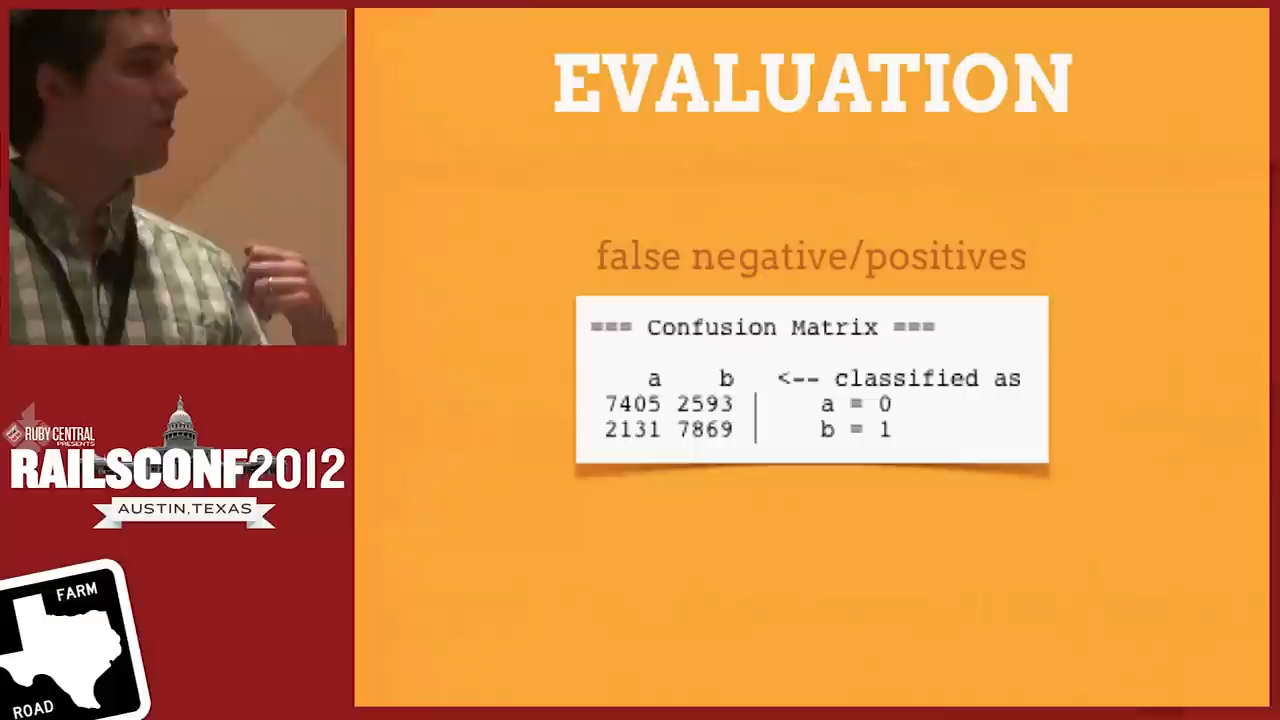 EVALUATION
false negative/positives
=== Confusion Matrix ===
a b <-- classified as
7405 2593 | a = 0
2131 7869 | b = 1
RUBY CENTRAL
PRESENTS
RAILSCONF2012
AUSTIN, TEXAS
FARM
ROAD